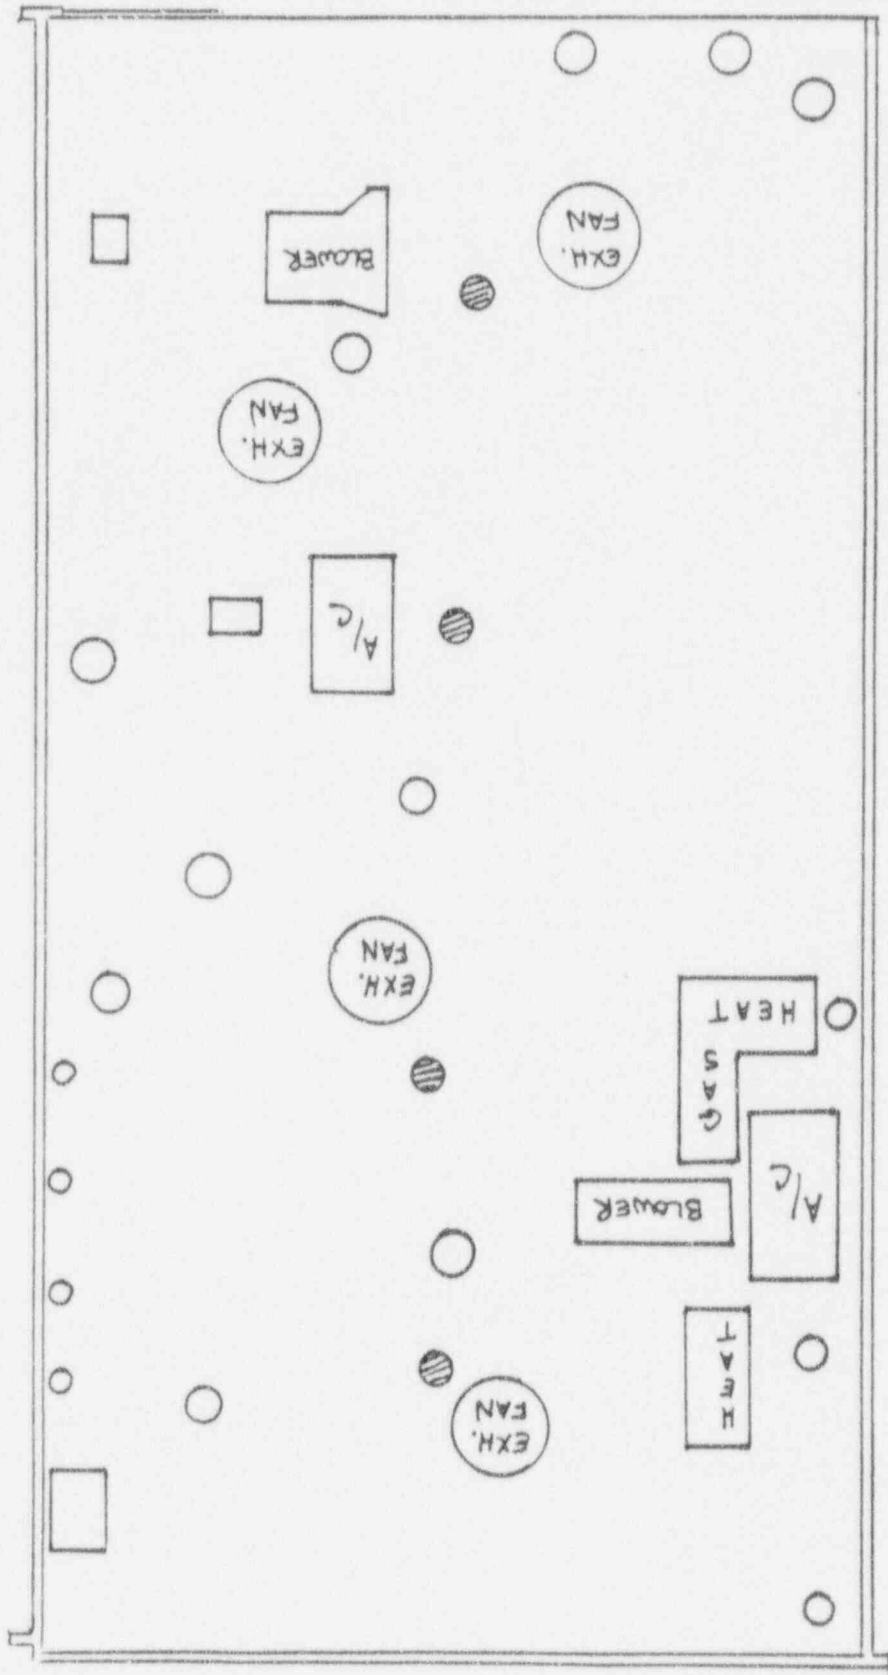 HEAT
EXH.
FAN
A/C
BLOWER
GAS
HEAT
EXH.
FAN
A/C
EXH.
FAN
BLOWER
EXH.
FAN